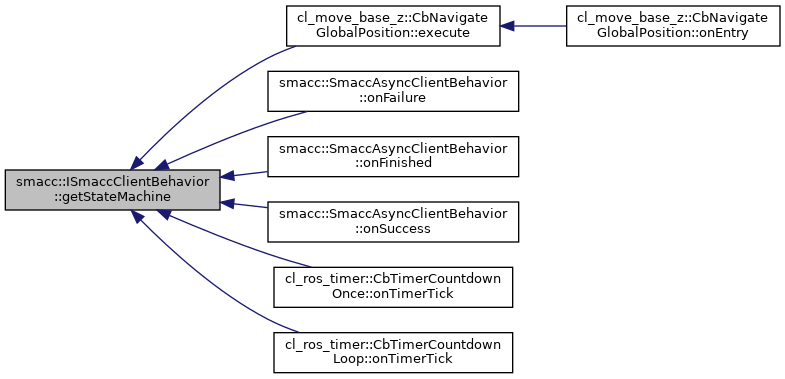 cl_move_base_z::CbNavigate
GlobalPosition::execute
cl_move_base_z::CbNavigate
GlobalPosition::onEntry
smacc::SmaccAsyncClientBehavior
::onFailure
smacc::SmaccAsyncClientBehavior
::onFinished
smacc::ISmaccClientBehavior
::getStateMachine
smacc::SmaccAsyncClientBehavior
::onSuccess
cl_ros_timer::CbTimerCountdown
Once::onTimerTick
cl_ros_timer::CbTimerCountdown
Loop::onTimerTick